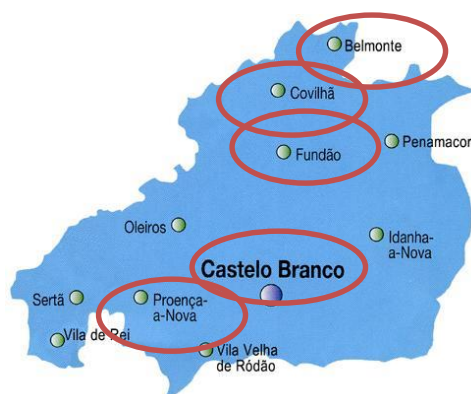 Belmonte
Covilhã
Fundão
Penamacor
Oleiros
Idanha-
a-Nova
Castelo Branco
Sertã
Proença-
a-Nova
Vila de Rei
Vila Velha
de Ródão